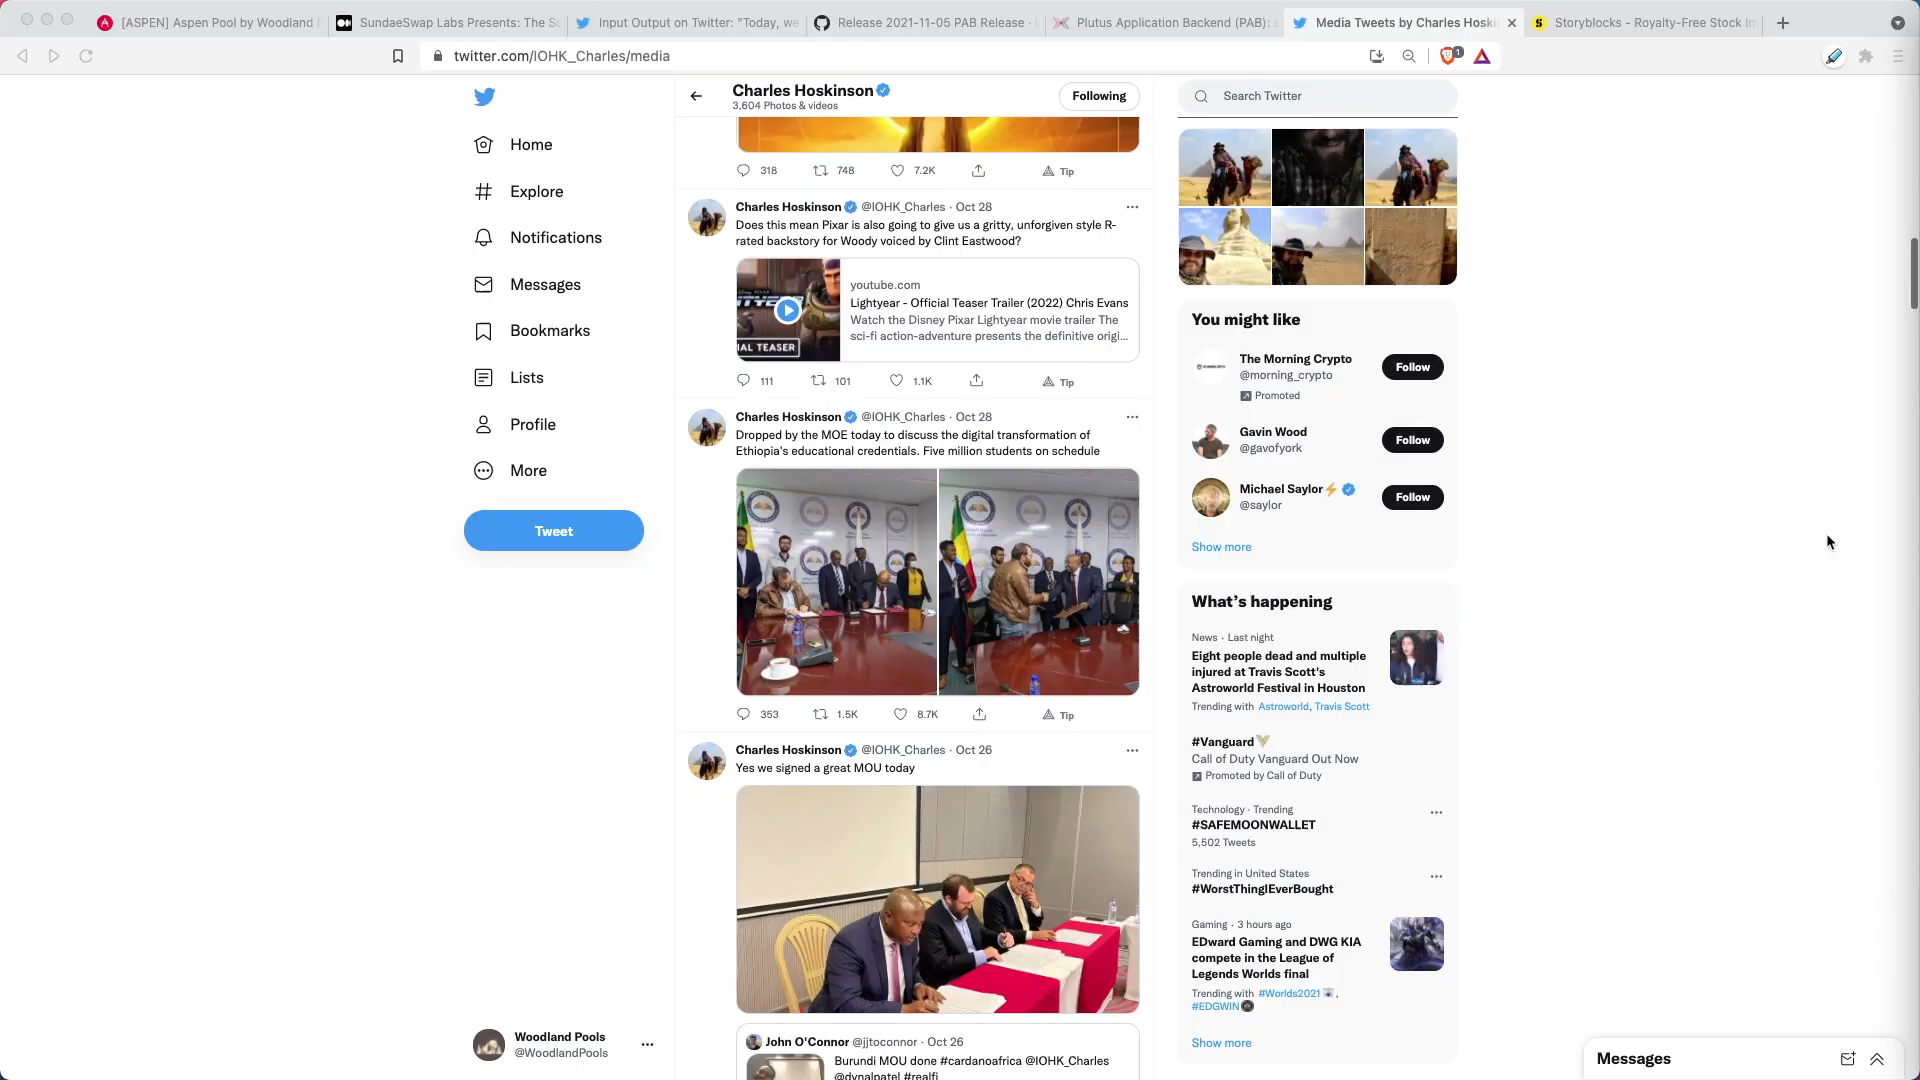 [ASPEN] Aspen Pool by Woodland P
SundaeSwap Labs Presents: The Sc
Input Output on Twitter: "Today, we
Release 2021-11-05 PAB Release ·
Plutus Application Backend (PAB): s
Media Tweets by Charles Hoski
Storyblocks - Royalty-Free Stock Im
twitter.com/IOHK_Charles/media
1
Home
Explore
Notifications
Messages
Bookmarks
Lists
Profile
More
Tweet
Woodland Pools
@WoodlandPools
Charles Hoskinson
3,604 Photos & videos
Following
318 748 7.2K Tip
Charles Hoskinson @IOHK_Charles · Oct 28
Does this mean Pixar is also going to give us a gritty, unforgiven style R-
rated backstory for Woody voiced by Clint Eastwood?
IAL TEASER
youtube.com
Lightyear - Official Teaser Trailer (2022) Chris Evans
Watch the Disney Pixar Lightyear movie trailer The
sci-fi action-adventure presents the definitive origi...
111 101 1.1K Tip
Charles Hoskinson @IOHK_Charles · Oct 28
Dropped by the MOE today to discuss the digital transformation of
Ethiopia's educational credentials. Five million students on schedule
353 1.5K 8.7K Tip
Charles Hoskinson @IOHK_Charles · Oct 26
Yes we signed a great MOU today
John O'Connor @jjtoconnor · Oct 26
Burundi MOU done #cardanoafrica @IOHK_Charles
@dynalpatel #realfi
Search Twitter
You might like
The Morning Crypto
@morning_crypto
Promoted
Follow
Gavin Wood
@gavofyork
Follow
Michael Saylor⚡
@saylor
Follow
Show more
What's happening
News · Last night
Eight people dead and multiple
injured at Travis Scott's
Astroworld Festival in Houston
Trending with Astroworld, Travis Scott
#Vanguard
Call of Duty Vanguard Out Now
Promoted by Call of Duty
Technology · Trending
#SAFEMOONWALLET
5,502 Tweets
Trending in United States
#WorstThingIEverBought
Gaming · 3 hours ago
EDward Gaming and DWG KIA
compete in the League of
Legends Worlds final
Trending with #Worlds2021 ,
#EDGWIN
Show more
Messages